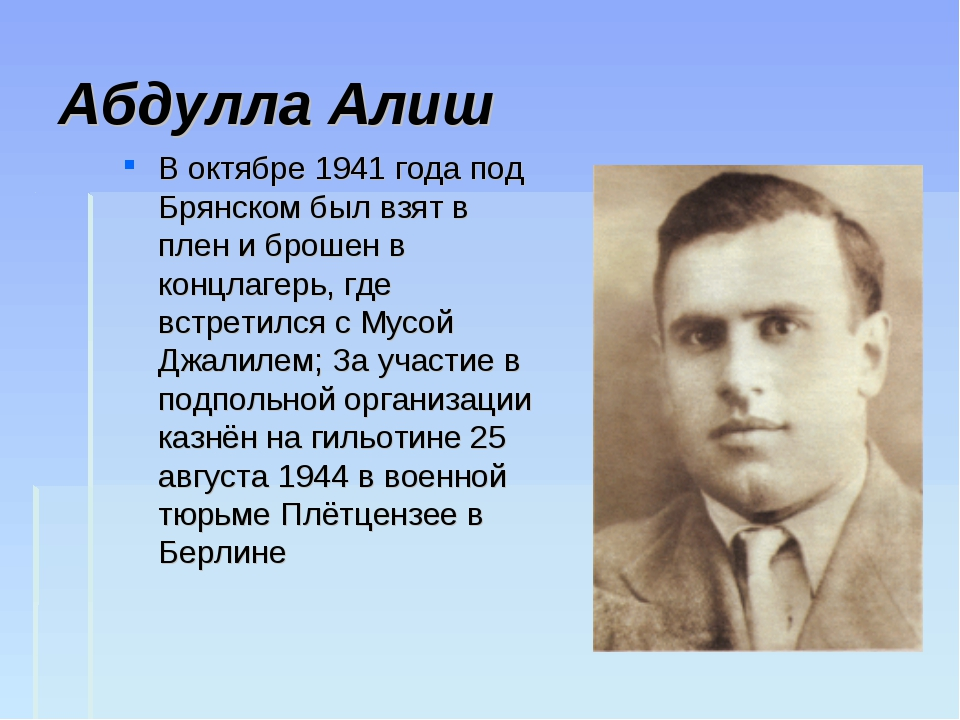 Абдулла Алиш
В октябре 1941 года под
Брянском был взят в
плен и брошен в
концлагерь, где
встретился с Мусой
Джалилем; За участие в
подпольной организации
казнён на гильотине 25
августа 1944 в военной
тюрьме Плётцензее в
Берлине